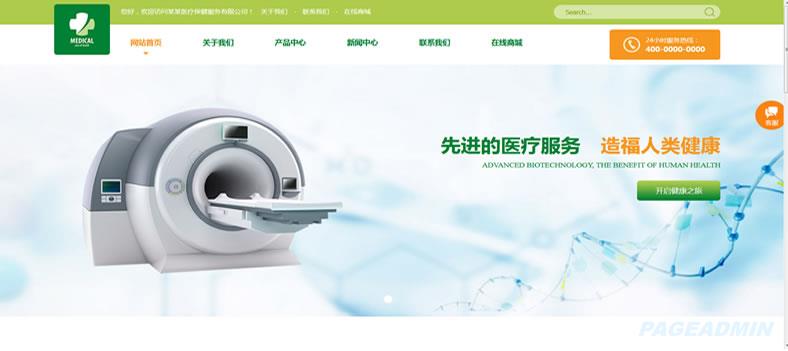 您好，欢迎访问某某医疗保健服务有限公司！ 关于我们 - 联系我们 - 在线商城
Search...
MEDICAL
网站首页 关于我们 产品中心 新闻中心 联系我们 在线商城
24小时服务热线：
400-0000-0000
客服
先进的医疗服务 造福人类健康
ADVANCED BIOTECHNOLOGY, THE BENEFIT OF HUMAN HEALTH
开启健康之旅
PAGEADMIN